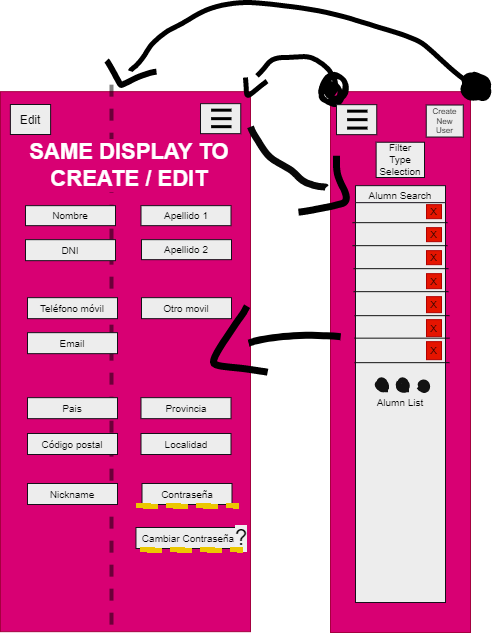 Edit
SAME DISPLAY TO
CREATE / EDIT
Nombre
Apellido 1
DNI
Apellido 2
Teléfono móvil
Otro movil
Email
Pais
Provincia
Código postal
Localidad
Nickname
Contraseña
Cambiar Contraseña ?
Create
New
User
Filter
Type
Selection
Alumn Search
X
X
X
X
X
X
X
Alumn List